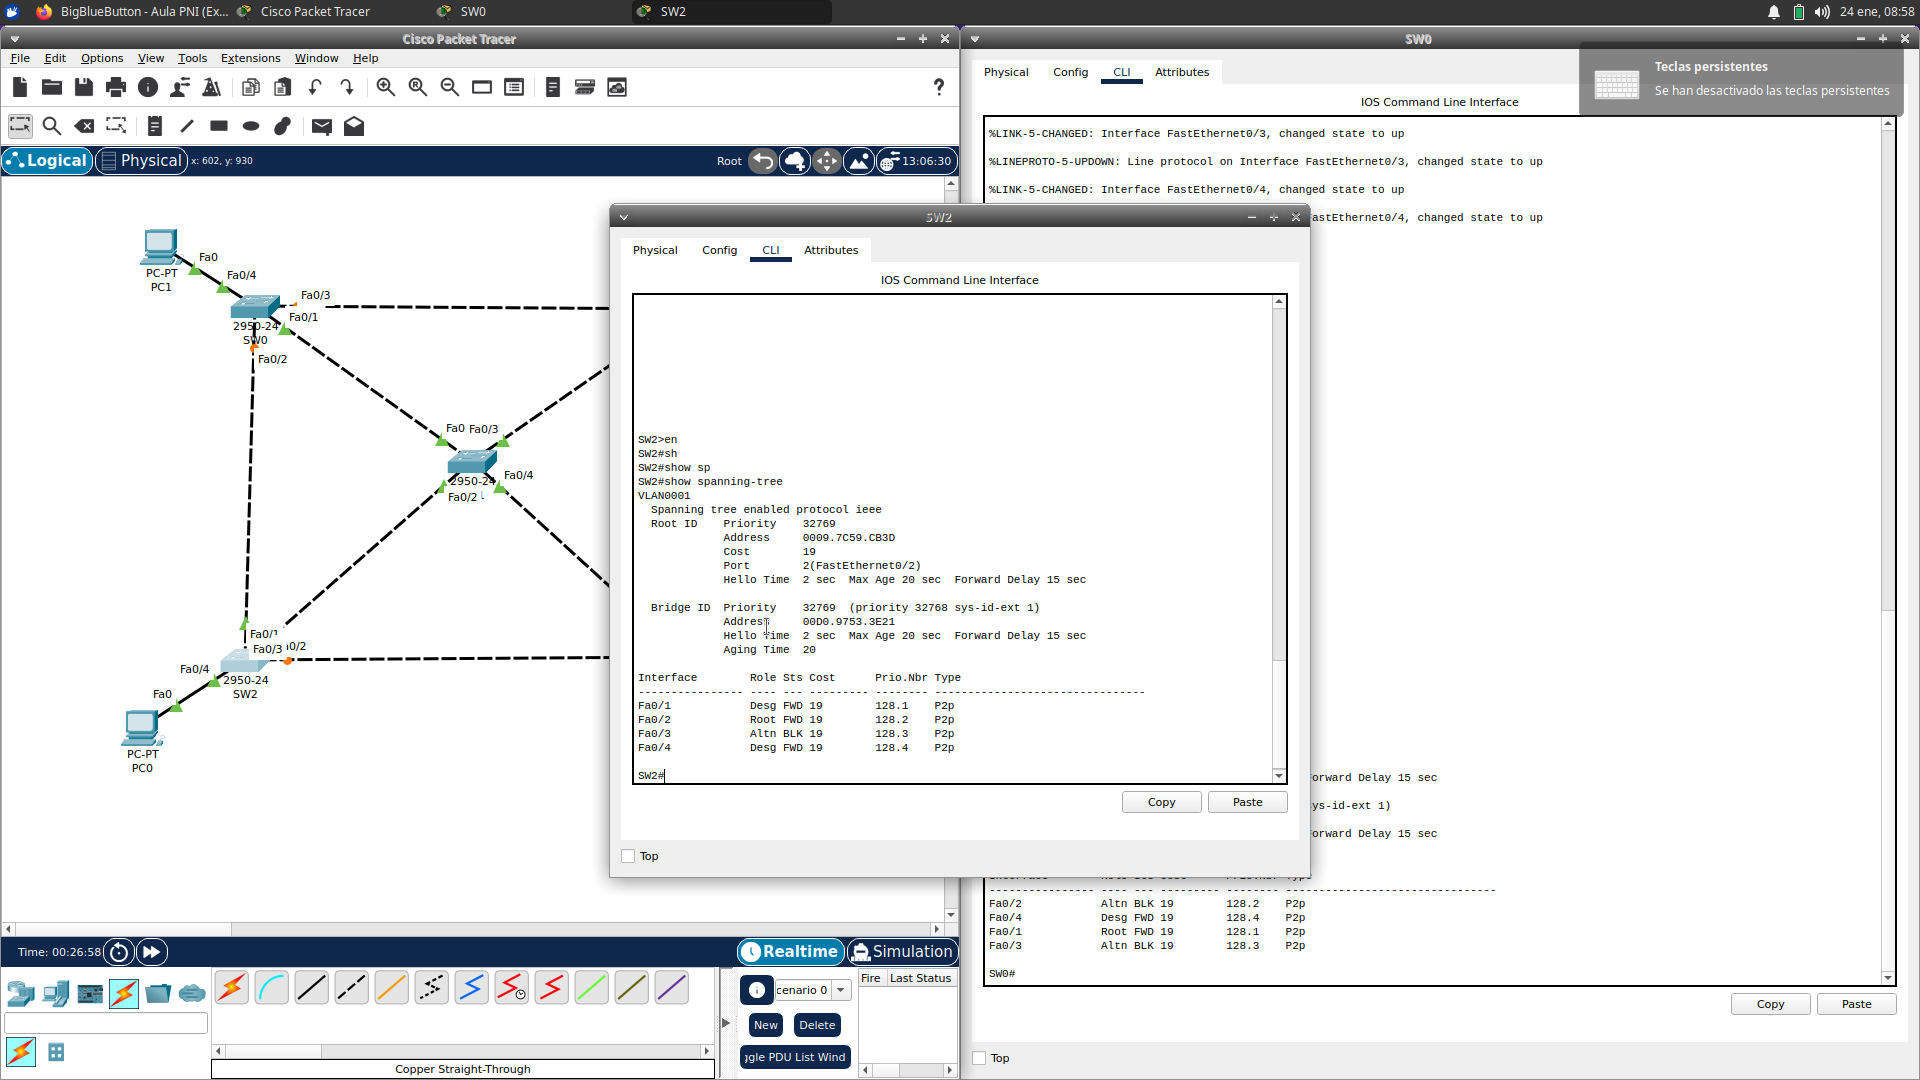 BigBlueButton - Aula PNI (Ex...
Cisco Packet Tracer
SW0
SW2
24 ene, 08:58
Cisco Packet Tracer
File Edit Options View Tools Extensions Window Help
?
Logical
Physical
x: 602, y: 930
Root
13:06:30
Fa0
Fa0/4
PC-PT
PC1
Fa0/3
Fa0/1
2950-24
SW0
Fa0/2
Fa0 Fa0/3
2950-24
Fa0/4
Fa0/2
Fa0/1
Fa0/3
Fa0/4
2950-24
SW2
Fa0
PC-PT
PC0
Time: 00:26:58
Realtime
Simulation
cenario 0
Fire Last Status
New
Delete
ggle PDU List Wind
Copper Straight-Through
SW2
Physical Config CLI Attributes
IOS Command Line Interface
SW2>en
SW2#sh
SW2#show sp
SW2#show spanning-tree
VLAN0001
Spanning tree enabled protocol ieee
Root ID Priority 32769
Address 0009.7C59.CB3D
Cost 19
Port 2(FastEthernet0/2)
Hello Time 2 sec Max Age 20 sec Forward Delay 15 sec
Bridge ID Priority 32769 (priority 32768 sys-id-ext 1)
Address 00D0.9753.3E21
Hello Time 2 sec Max Age 20 sec Forward Delay 15 sec
Aging Time 20
Interface Role Sts Cost Prio.Nbr Type
---------------- ---- --- --------- -------- --------------------------------
Fa0/1 Desg FWD 19 128.1 P2p
Fa0/2 Root FWD 19 128.2 P2p
Fa0/3 Altn BLK 19 128.3 P2p
Fa0/4 Desg FWD 19 128.4 P2p
SW2#
Copy
Paste
Top
SW0
Physical Config CLI Attributes
Teclas persistentes
Se han desactivado las teclas persistentes
IOS Command Line Interface
%LINK-5-CHANGED: Interface FastEthernet0/3, changed state to up
%LINEPROTO-5-UPDOWN: Line protocol on Interface FastEthernet0/3, changed state to up
%LINK-5-CHANGED: Interface FastEthernet0/4, changed state to up
astEthernet0/4, changed state to up
orward Delay 15 sec
ys-id-ext 1)
orward Delay 15 sec
---------------- ---- --- --------- -------- --------------------------------
Fa0/2 Altn BLK 19 128.2 P2p
Fa0/4 Desg FWD 19 128.4 P2p
Fa0/1 Root FWD 19 128.1 P2p
Fa0/3 Altn BLK 19 128.3 P2p
SW0#
Copy
Paste
Top